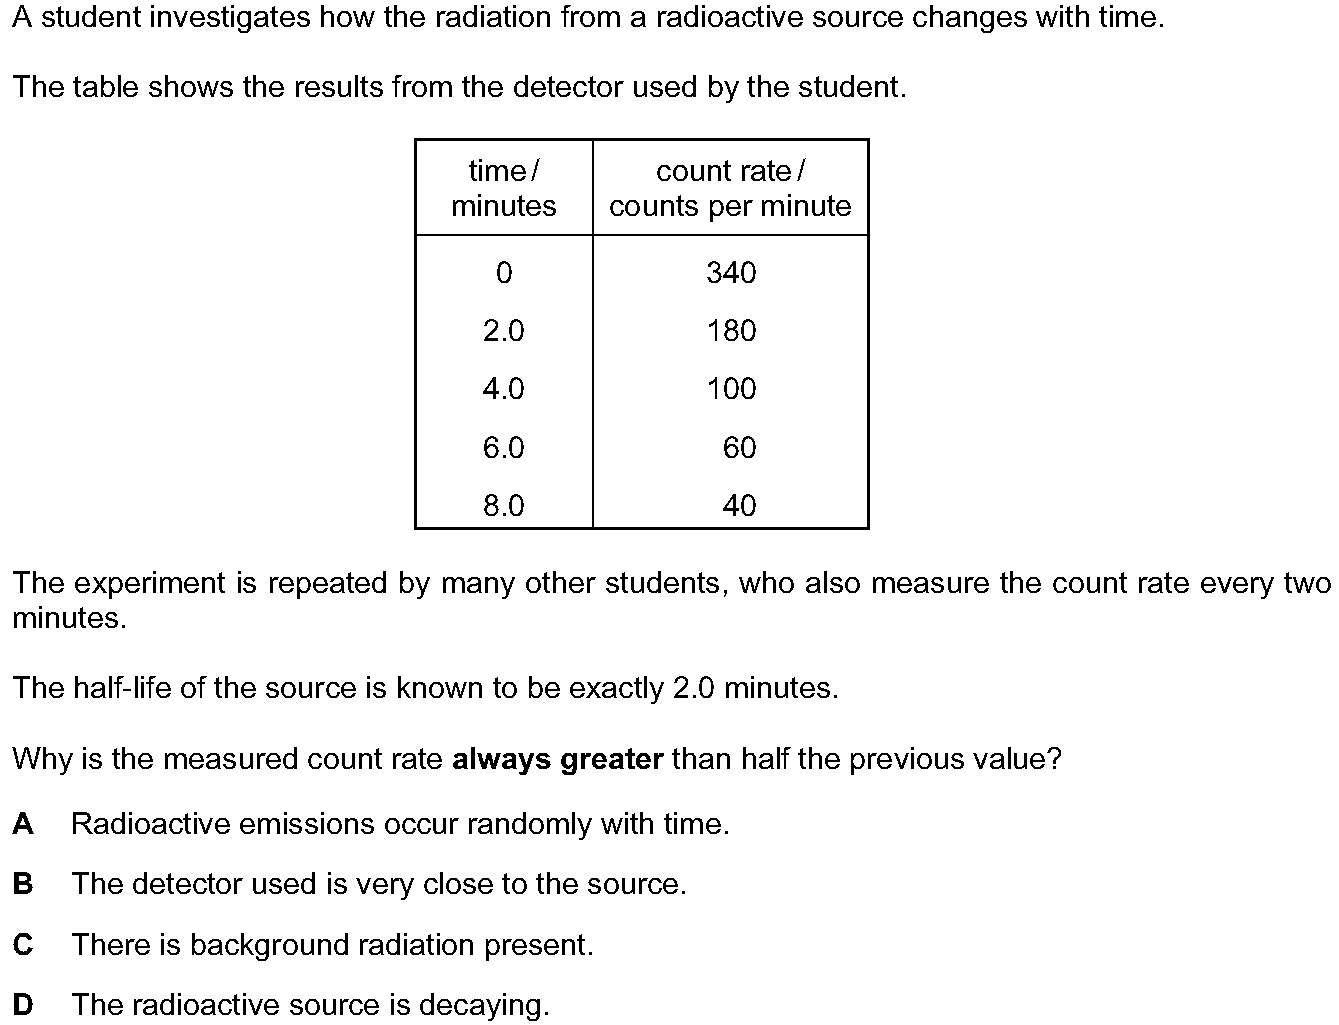 A student investigates how the radiation from a radioactive source changes with time.
The table shows the results from the detector used by the student.
time / count rate /
minutes counts per minute
0 340
2.0 180
4.0 100
6.0 60
8.0 40
The experiment is repeated by many other students, who also measure the count rate every two
minutes.
The half-life of the source is known to be exactly 2.0 minutes.
Why is the measured count rate always greater than half the previous value?
A Radioactive emissions occur randomly with time.
B The detector used is very close to the source.
C There is background radiation present.
D The radioactive source is decaying.